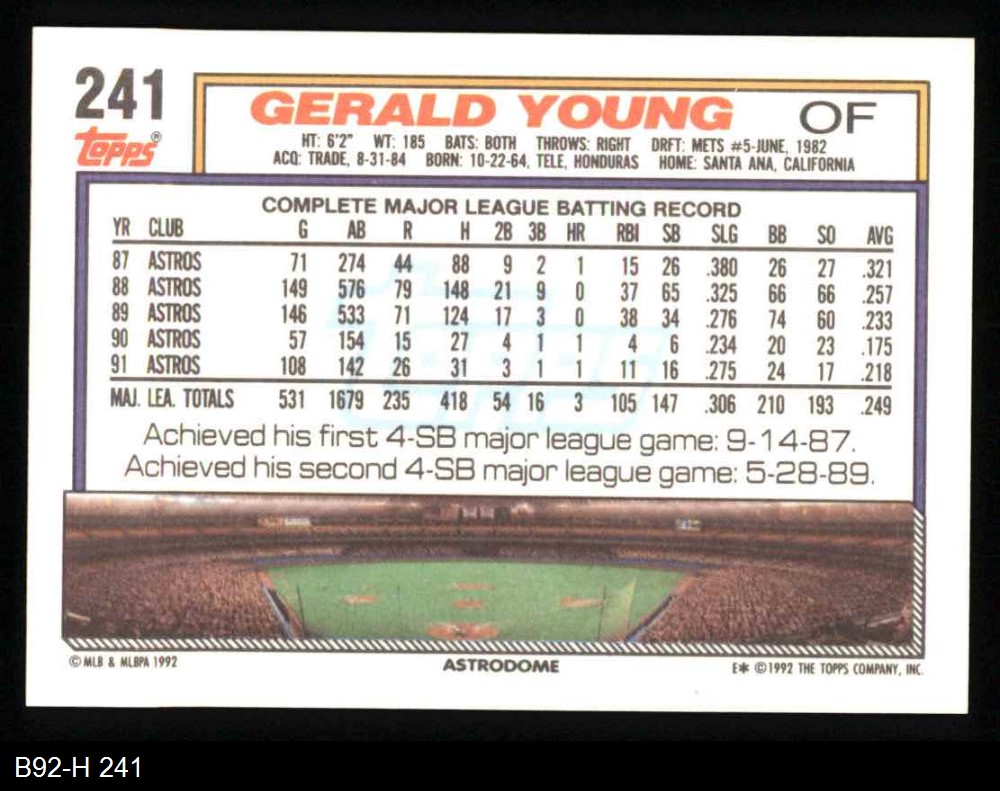 241
Topps®
GERALD YOUNG OF
HT: 6'2" WT: 185 BATS: BOTH THROWS: RIGHT DRFT: METS #5-JUNE, 1982
ACQ: TRADE, 8-31-84 BORN: 10-22-64, TELE, HONDURAS HOME: SANTA ANA, CALIFORNIA
COMPLETE MAJOR LEAGUE BATTING RECORD
YR CLUB G AB R H 2B 3B HR RBI SB SLG BB SO AVG
87 ASTROS 71 274 44 88 9 2 1 15 26 .380 26 27 .321
88 ASTROS 149 576 79 148 21 9 0 37 65 .325 66 66 .257
89 ASTROS 146 533 71 124 17 3 0 38 34 .276 74 60 .233
90 ASTROS 57 154 15 27 4 1 1 4 6 .234 20 23 .175
91 ASTROS 108 142 26 31 3 1 1 11 16 .275 24 17 .218
MAJ. LEA. TOTALS 531 1679 235 418 54 16 3 105 147 .306 210 193 .249
Achieved his first 4-SB major league game: 9-14-87.
Achieved his second 4-SB major league game: 5-28-89.
© MLB & MLBPA 1992
ASTRODOME
E* ©1992 THE TOPPS COMPANY, INC.
B92-H 241